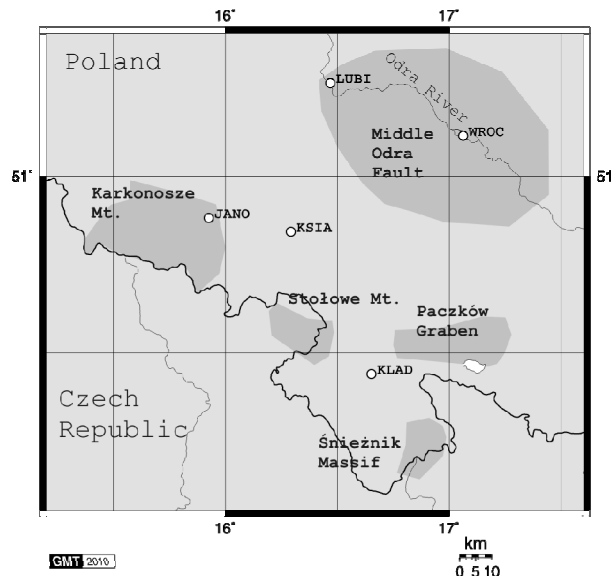 16° 17°
Poland
LUBI
Odra River
WROC
Middle
Odra
Fault
51° 51°
Karkonosze
Mt.
JANO
KSIA
Stołowe Mt.
Paczków
Graben
KLAD
Czech
Republic
Śnieżnik
Massif
16° 17°
GMT 2010
km
0 5 10